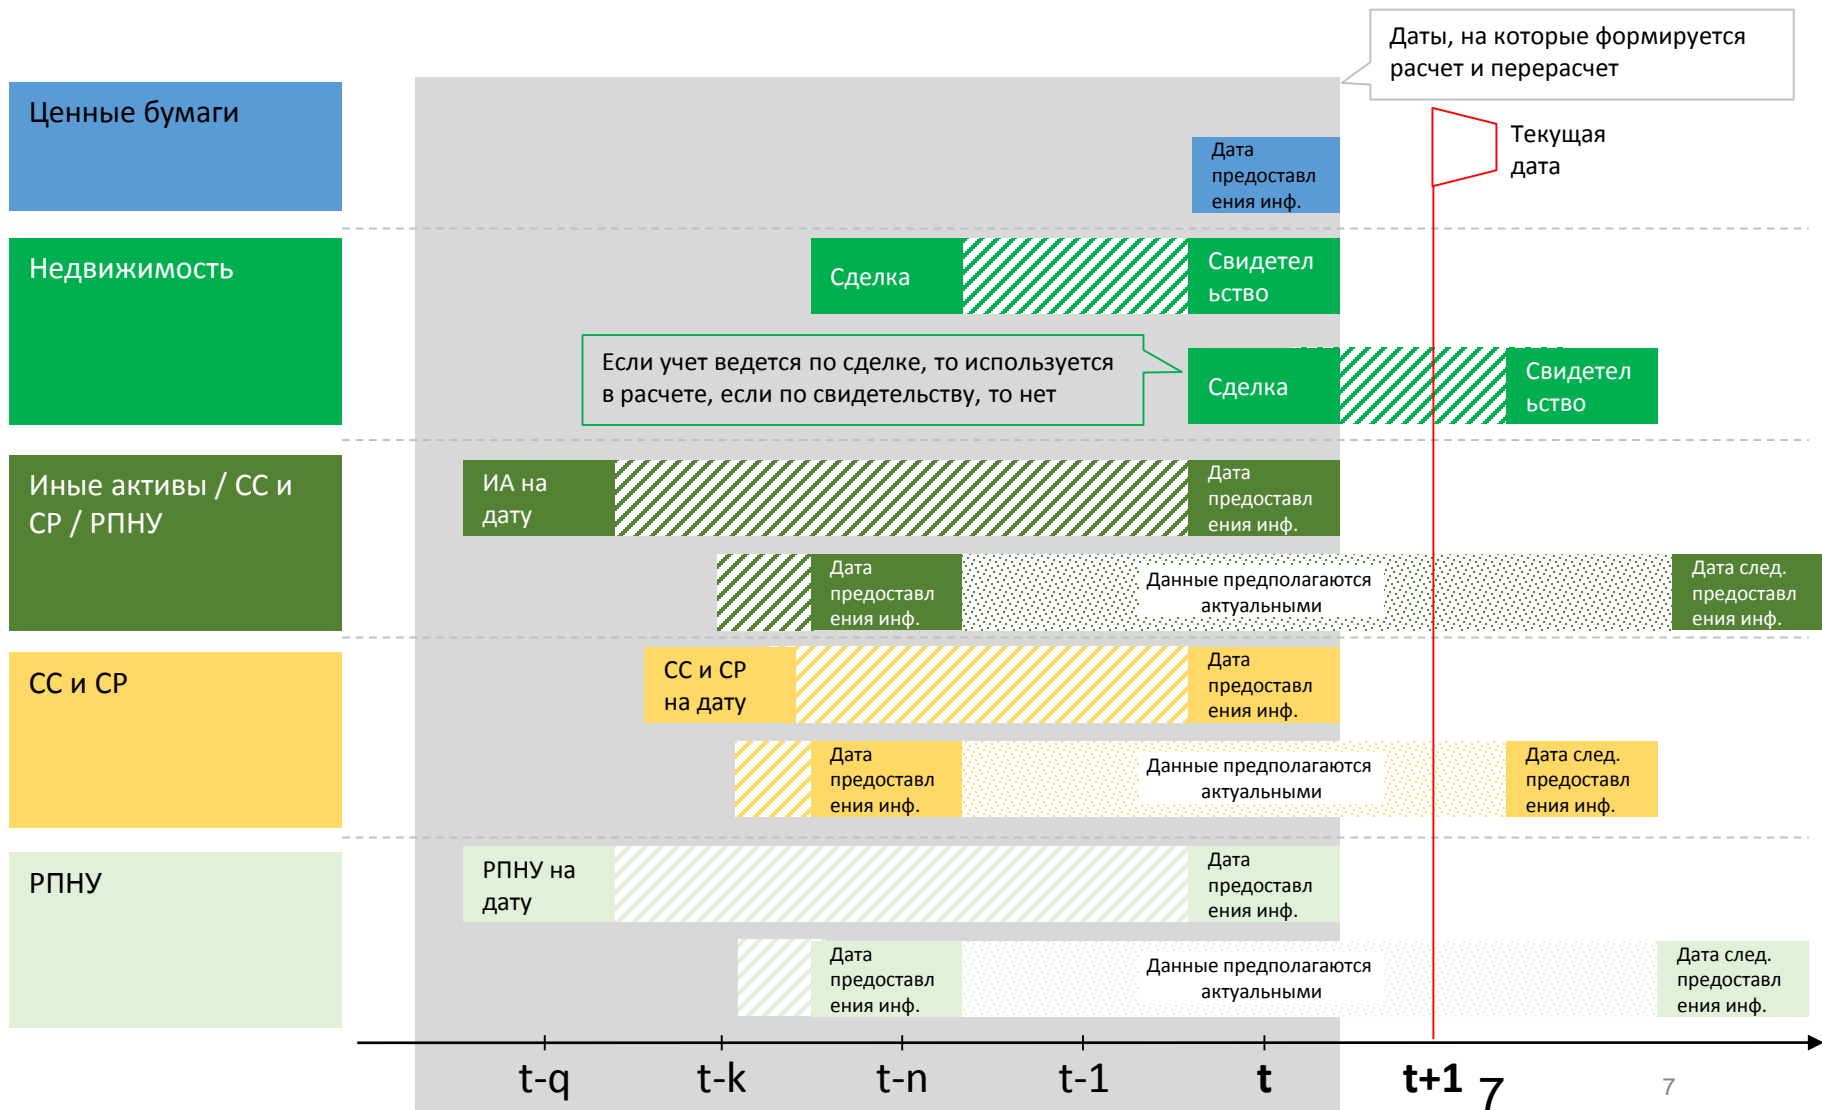 Даты, на которые формируется
расчет и перерасчет
Ценные бумаги
Дата
предоставл
ения инф.
Текущая
дата
Недвижимость
Сделка
Свидетел
ьство
Если учет ведется по сделке, то используется
в расчете, если по свидетельству, то нет
Сделка
Свидетел
ьство
Иные активы / СС и
СР / РПНУ
ИА на
дату
Дата
предоставл
ения инф.
Дата
предоставл
ения инф.
Данные предполагаются
актуальными
Дата след.
предоставл
ения инф.
СС и СР
СС и СР
на дату
Дата
предоставл
ения инф.
Дата
предоставл
ения инф.
Данные предполагаются
актуальными
Дата след.
предоставл
ения инф.
РПНУ
РПНУ на
дату
Дата
предоставл
ения инф.
Дата
предоставл
ения инф.
Данные предполагаются
актуальными
Дата след.
предоставл
ения инф.
t-q
t-k
t-n
t-1
t
t+1
7
7